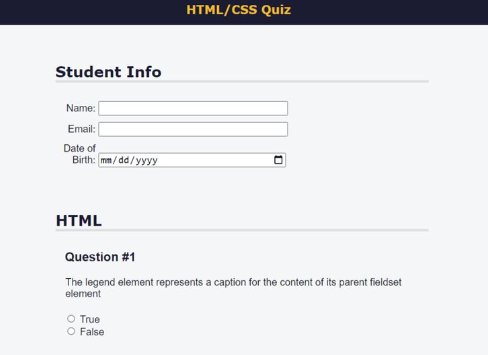 HTML/CSS Quiz
Student Info
Name:
Email:
Date of
Birth: mm/dd/yyyy
HTML
Question #1
The legend element represents a caption for the content of its parent fieldset
element
True
False